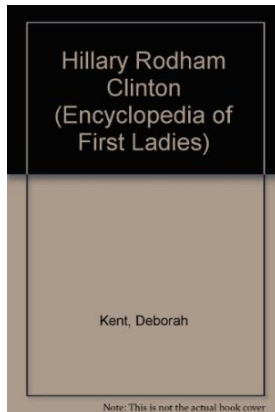 Hillary Rodham
Clinton
(Encyclopedia of
First Ladies)
Kent, Deborah
Note: This is not the actual book cover